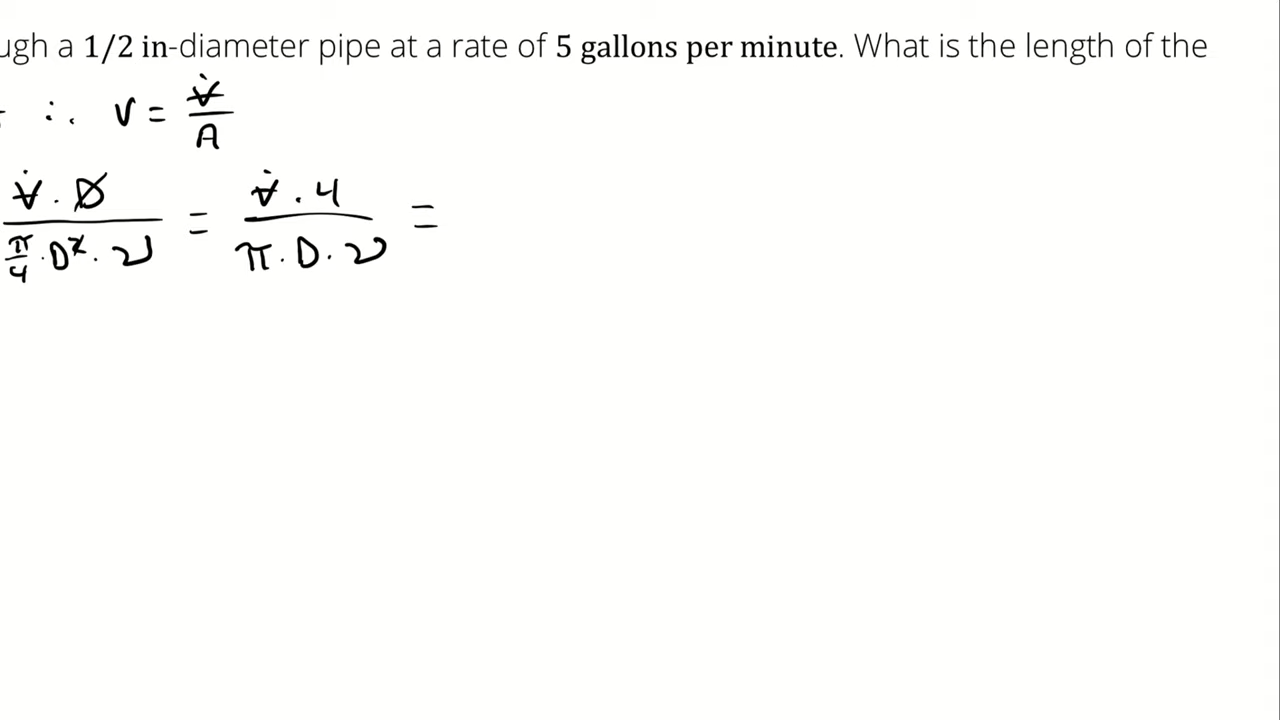 ugh a 1/2 in-diameter pipe at a rate of 5 gallons per minute. What is the length of the
∴ V = V̶̇ / A
V̶̇ · D / (π/4 · D² · ν) = V̶̇ · 4 / (π · D · ν) =